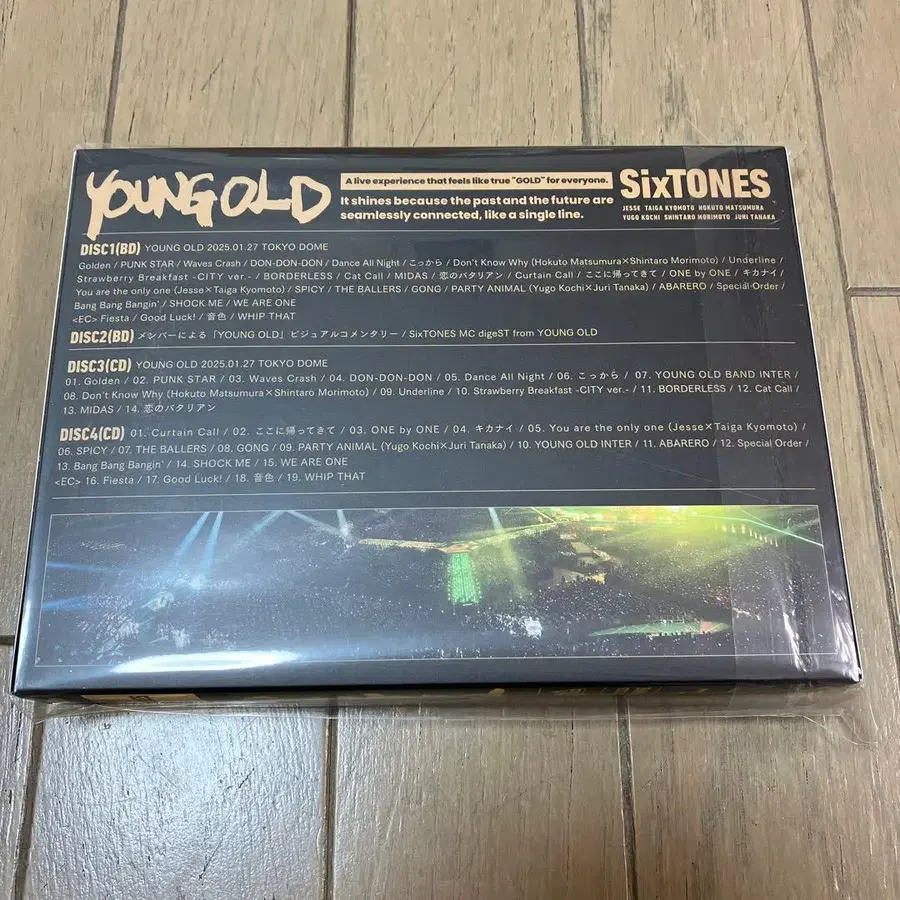 YOUNG OLD
A live experience that feels like true "GOLD" for everyone.
It shines because the past and the future are
seamlessly connected, like a single line.
SixTONES
JESSE TAIGA KYOMOTO HOKUTO MATSUMURA
YUGO KOCHI SHINTARO MORIMOTO JURI TANAKA
DISC1(BD) YOUNG OLD 2025.01.27 TOKYO DOME
Golden / PUNK STAR / Waves Crash / DON-DON-DON / Dance All Night / こっから / Don't Know Why (Hokuto Matsumura×Shintaro Morimoto) / Underline /
Strawberry Breakfast -CITY ver.- / BORDERLESS / Cat Call / MIDAS / 恋のバタリアン / Curtain Call / ここに帰ってきて / ONE by ONE / キカナイ /
You are the only one (Jesse×Taiga Kyomoto) / SPICY / THE BALLERS / GONG / PARTY ANIMAL (Yugo Kochi×Juri Tanaka) / ABARERO / Special Order /
Bang Bang Bangin' / SHOCK ME / WE ARE ONE
<EC> Fiesta / Good Luck! / 音色 / WHIP THAT
DISC2(BD) メンバーによる「YOUNG OLD」ビジュアルコメンタリー / SixTONES MC digeST from YOUNG OLD
DISC3(CD) YOUNG OLD 2025.01.27 TOKYO DOME
01. Golden / 02. PUNK STAR / 03. Waves Crash / 04. DON-DON-DON / 05. Dance All Night / 06. こっから / 07. YOUNG OLD BAND INTER /
08. Don't Know Why (Hokuto Matsumura×Shintaro Morimoto) / 09. Underline / 10. Strawberry Breakfast -CITY ver.- / 11. BORDERLESS / 12. Cat Call /
13. MIDAS / 14. 恋のバタリアン
DISC4(CD) 01. Curtain Call / 02. ここに帰ってきて / 03. ONE by ONE / 04. キカナイ / 05. You are the only one (Jesse×Taiga Kyomoto) /
06. SPICY / 07. THE BALLERS / 08. GONG / 09. PARTY ANIMAL (Yugo Kochi×Juri Tanaka) / 10. YOUNG OLD INTER / 11. ABARERO / 12. Special Order /
13. Bang Bang Bangin' / 14. SHOCK ME / 15. WE ARE ONE
<EC> 16. Fiesta / 17. Good Luck! / 18. 音色 / 19. WHIP THAT